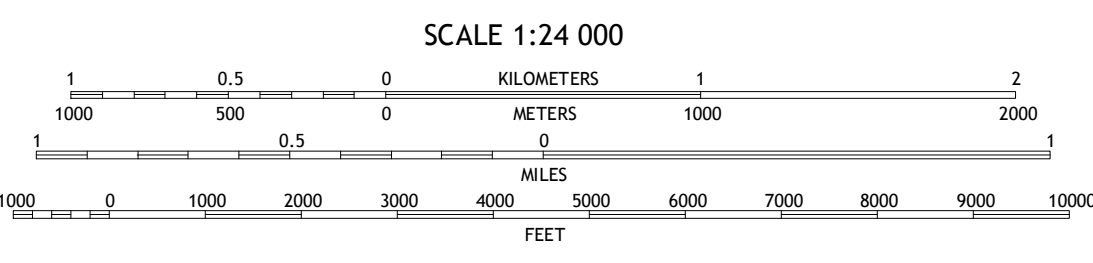 SCALE 1:24 000
1 0.5 0 KILOMETERS 1 2
1000 500 0 METERS 1000 2000
1 0.5 0 1
MILES
1000 0 1000 2000 3000 4000 5000 6000 7000 8000 9000 10000
FEET